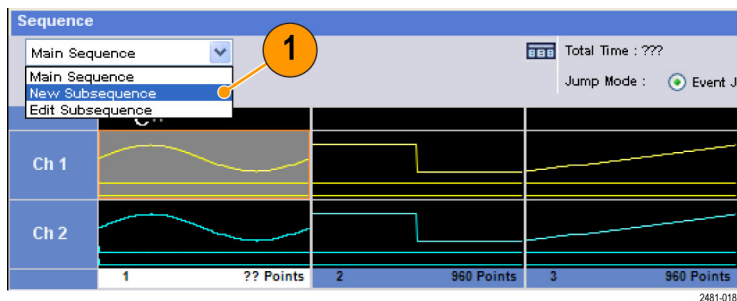 Sequence
Main Sequence
1
Total Time : ???
Main Sequence
New Subsequence
Edit Subsequence
Jump Mode :
Event J
Ch 1
Ch 2
1 ?? Points 2 960 Points 3 960 Points
2481-018